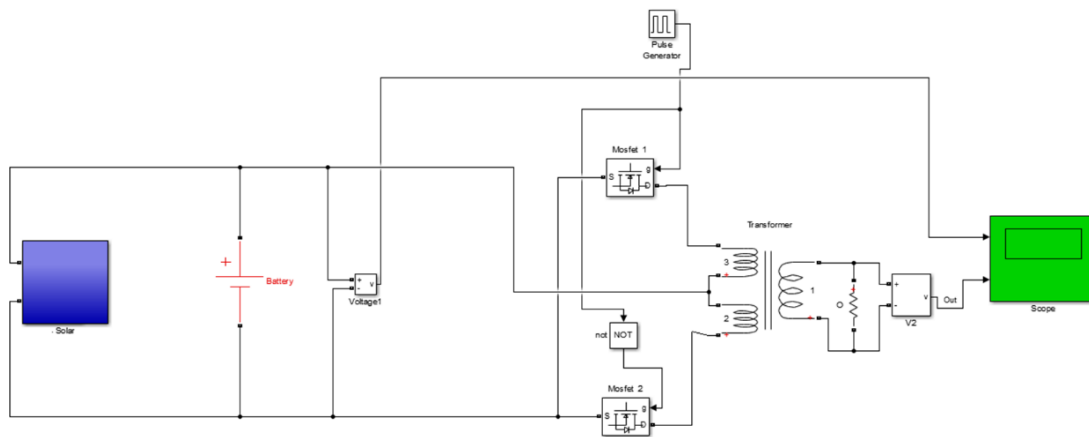 Pulse
Generator
Mosfet 1
S
g
D
Transformer
3
+
Battery
+
-
v
Voltage1
. Solar
2
1
+
O
+
-
v
V2
Out
Scope
not
NOT
Mosfet 2
S
g
D